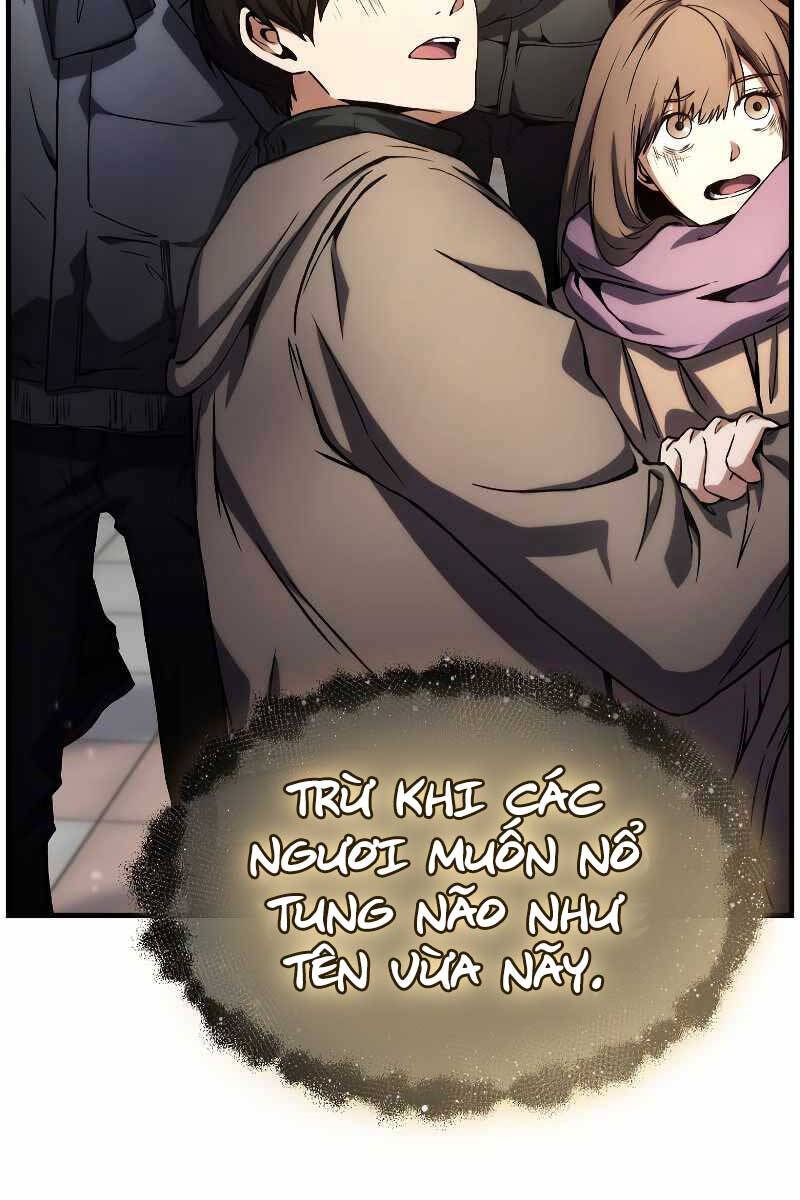 TRỪ KHI CÁC
NGƯƠI MUỐN NỔ
TUNG NÃO NHƯ
TÊN VỪA NÃY.